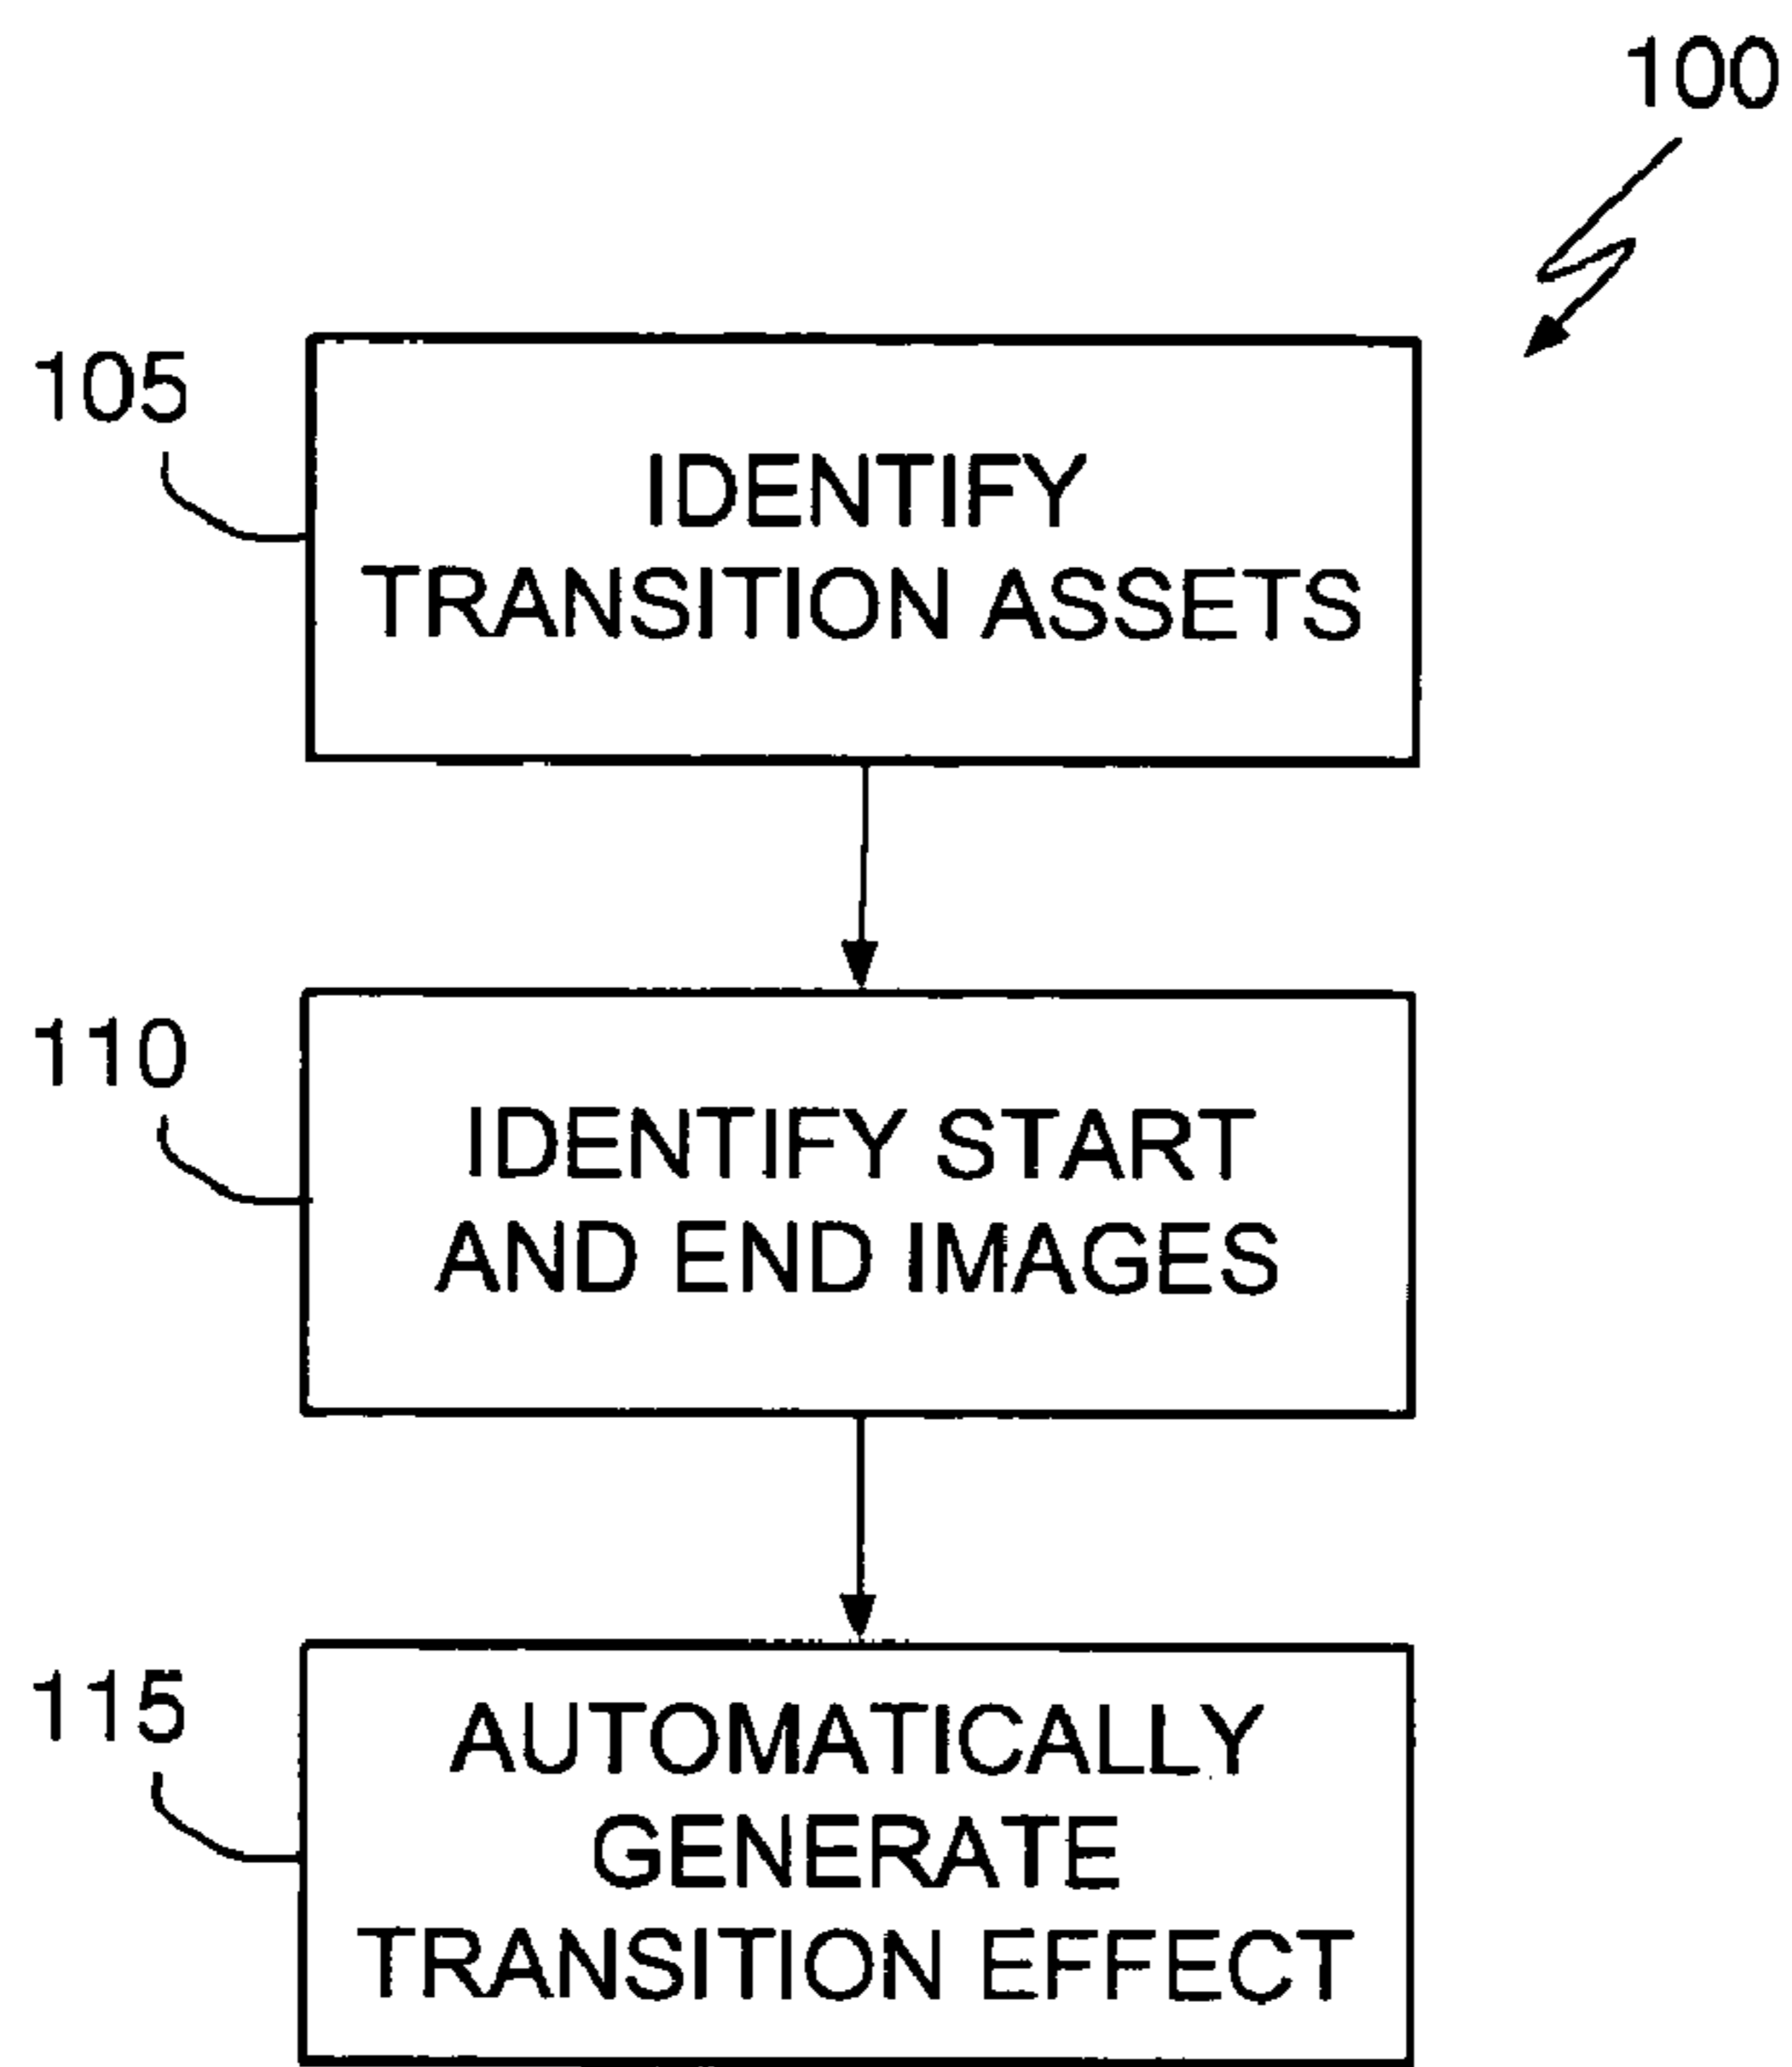 100
105
IDENTIFY
TRANSITION ASSETS
110
IDENTIFY START
AND END IMAGES
115
AUTOMATICALLY
GENERATE
TRANSITION EFFECT